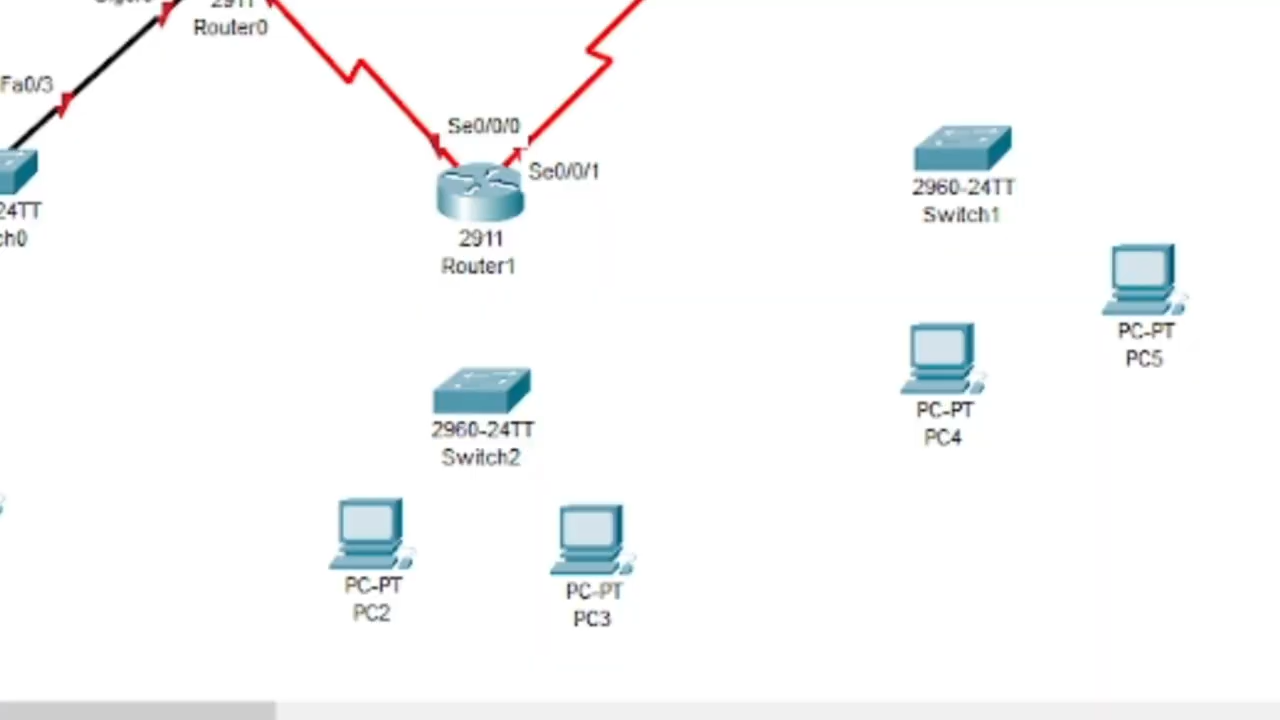 2911
Router0
Fa0/3
Se0/0/0
Se0/0/1
2911
Router1
2960-24TT
Switch1
24TT
ch0
PC-PT
PC5
PC-PT
PC4
2960-24TT
Switch2
PC-PT
PC2
PC-PT
PC3